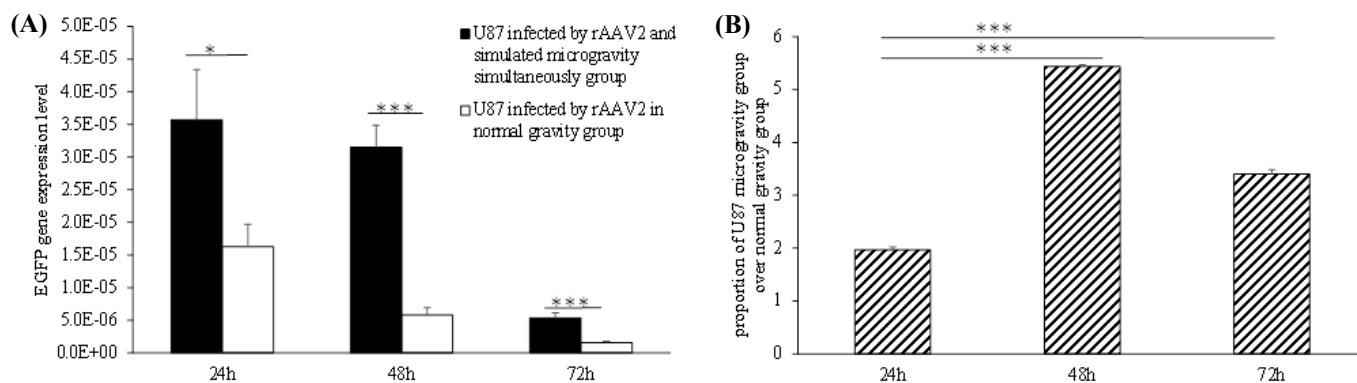 (A)
EGFP gene expression level
5.0E-05
4.5E-05
4.0E-05
3.5E-05
3.0E-05
2.5E-05
2.0E-05
1.5E-05
1.0E-05
5.0E-06
0.0E+00
*
***
***
U87 infected by rAAV2 and
simulated microgravity
simultaneously group
U87 infected by rAAV2 in
normal gravity group
24h 48h 72h
(B)
proportion of U87 microgravity group
over normal gravity group
6
5
4
3
2
1
0
***
***
24h 48h 72h